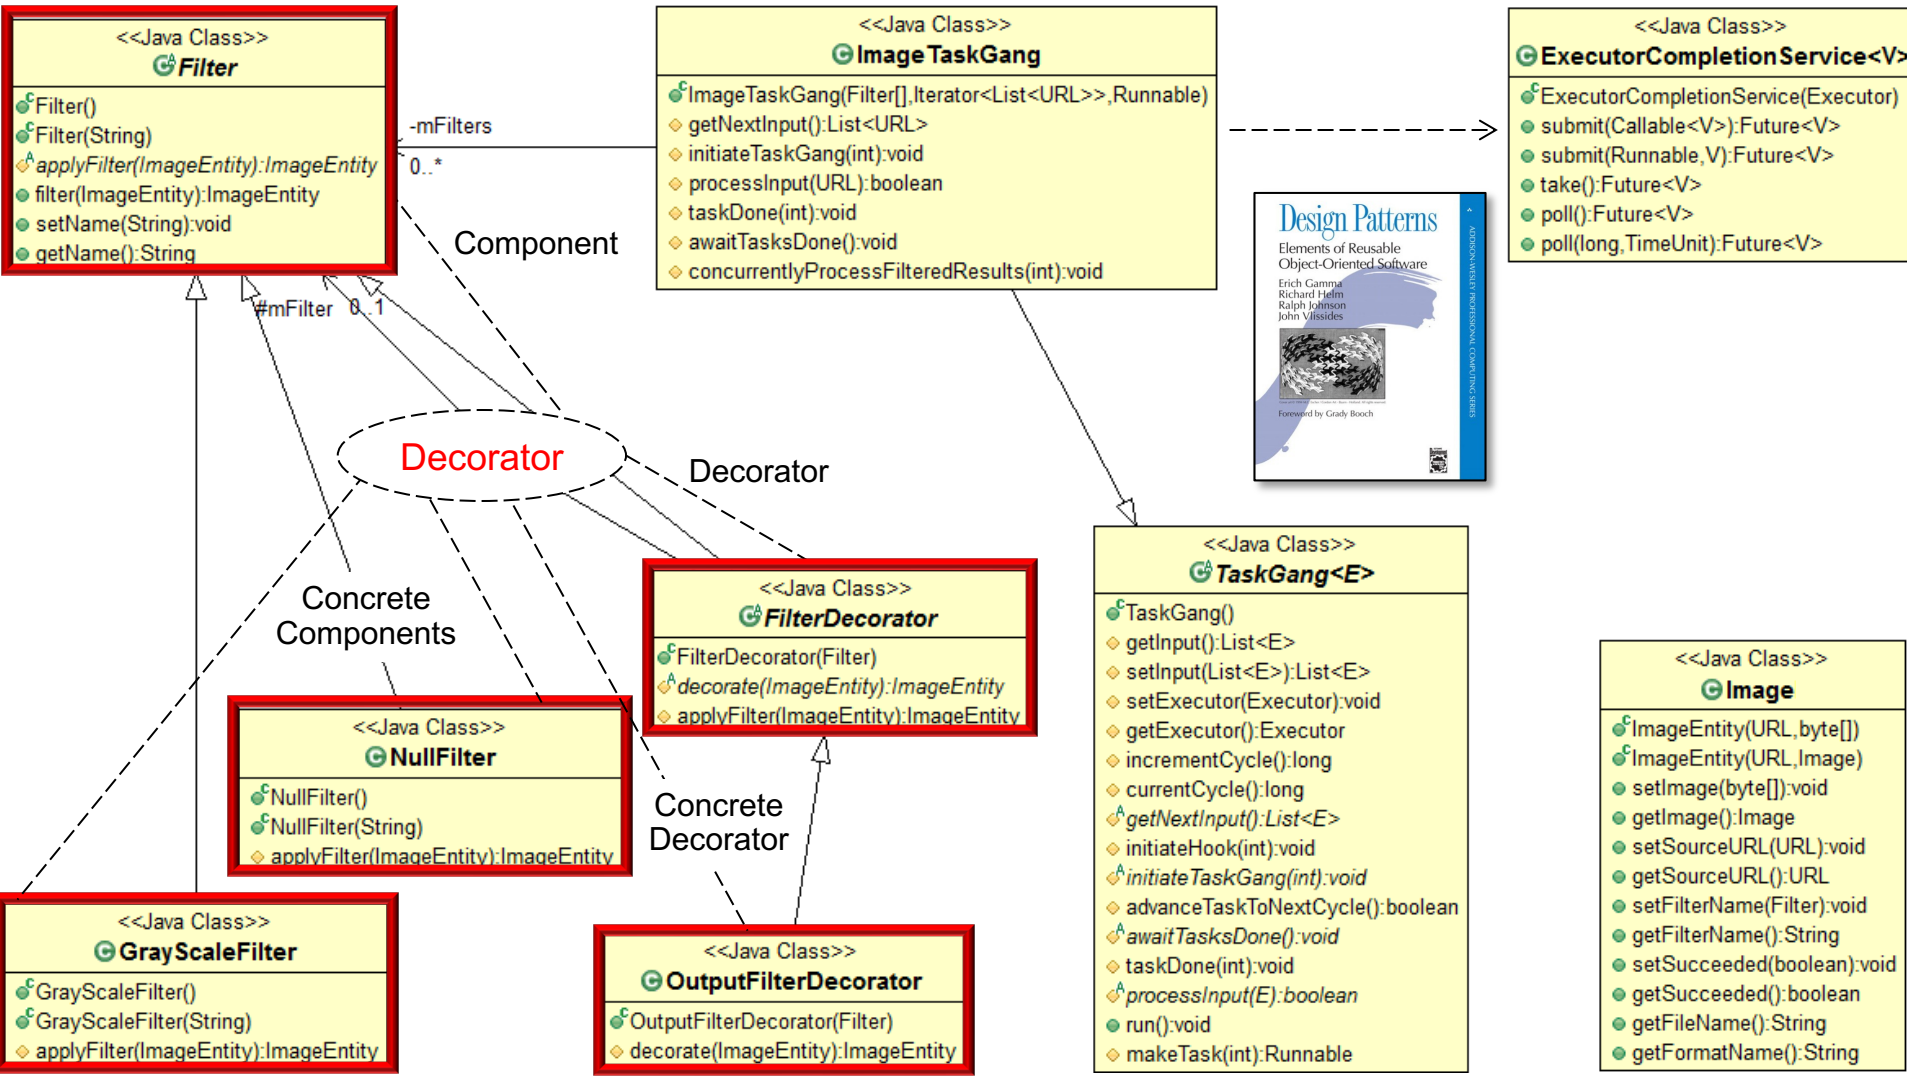 <<Java Class>>
Filter
Filter()
Filter(String)
applyFilter(ImageEntity):ImageEntity
filter(ImageEntity):ImageEntity
setName(String):void
getName():String
-mFilters
0..*
#mFilter 0..1
<<Java Class>>
ImageTaskGang
ImageTaskGang(Filter[],Iterator<List<URL>>,Runnable)
getNextInput():List<URL>
initiateTaskGang(int):void
processInput(URL):boolean
taskDone(int):void
awaitTasksDone():void
concurrentlyProcessFilteredResults(int):void
<<Java Class>>
ExecutorCompletionService<V>
ExecutorCompletionService(Executor)
submit(Callable<V>):Future<V>
submit(Runnable,V):Future<V>
take():Future<V>
poll():Future<V>
poll(long,TimeUnit):Future<V>
Design Patterns
Elements of Reusable
Object-Oriented Software
Erich Gamma
Richard Helm
Ralph Johnson
John Vlissides
Foreword by Grady Booch
ADDISON-WESLEY PROFESSIONAL COMPUTING SERIES
Component
Decorator
Decorator
Concrete
Components
Concrete
Decorator
<<Java Class>>
FilterDecorator
FilterDecorator(Filter)
decorate(ImageEntity):ImageEntity
applyFilter(ImageEntity):ImageEntity
<<Java Class>>
NullFilter
NullFilter()
NullFilter(String)
applyFilter(ImageEntity):ImageEntity
<<Java Class>>
GrayScaleFilter
GrayScaleFilter()
GrayScaleFilter(String)
applyFilter(ImageEntity):ImageEntity
<<Java Class>>
OutputFilterDecorator
OutputFilterDecorator(Filter)
decorate(ImageEntity):ImageEntity
<<Java Class>>
TaskGang<E>
TaskGang()
getInput():List<E>
setInput(List<E>):List<E>
setExecutor(Executor):void
getExecutor():Executor
incrementCycle():long
currentCycle():long
getNextInput():List<E>
initiateHook(int):void
initiateTaskGang(int):void
advanceTaskToNextCycle():boolean
awaitTasksDone():void
taskDone(int):void
processInput(E):boolean
run():void
makeTask(int):Runnable
<<Java Class>>
Image
ImageEntity(URL,byte[])
ImageEntity(URL,Image)
setImage(byte[]):void
getImage():Image
setSourceURL(URL):void
getSourceURL():URL
setFilterName(Filter):void
getFilterName():String
setSucceeded(boolean):void
getSucceeded():boolean
getFileName():String
getFormatName():String